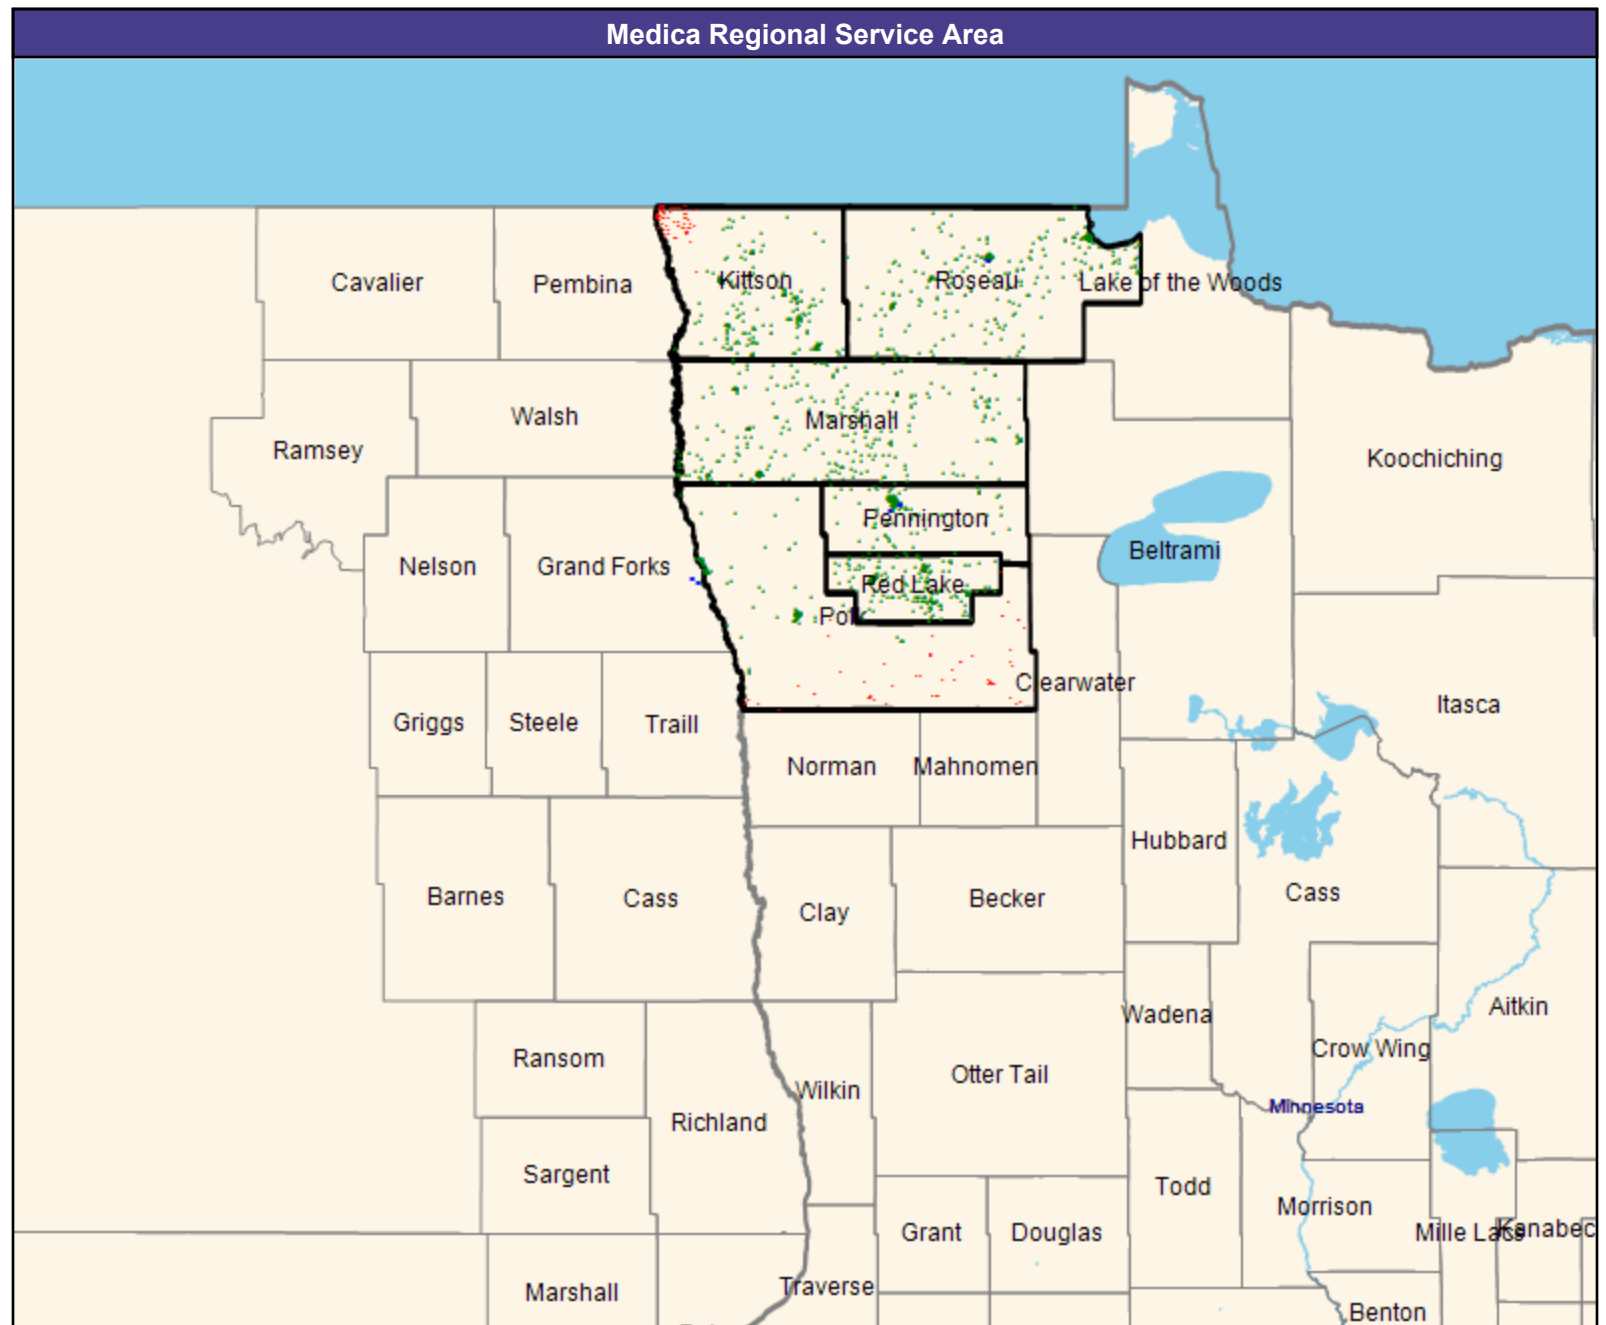 Medica Regional Service Area
Cavalier
Pembina
Kittson
Roseau
Lake of the Woods
Ramsey
Walsh
Marshall
Koochiching
Nelson
Grand Forks
Pennington
Red Lake
Polk
Beltrami
Clearwater
Itasca
Griggs
Steele
Traill
Norman
Mahnomen
Hubbard
Barnes
Cass
Clay
Becker
Cass
Wadena
Aitkin
Ransom
Richland
Wilkin
Otter Tail
Crow Wing
Minnesota
Sargent
Todd
Morrison
Grant
Douglas
Mille Lacs
Kanabec
Marshall
Traverse
Benton